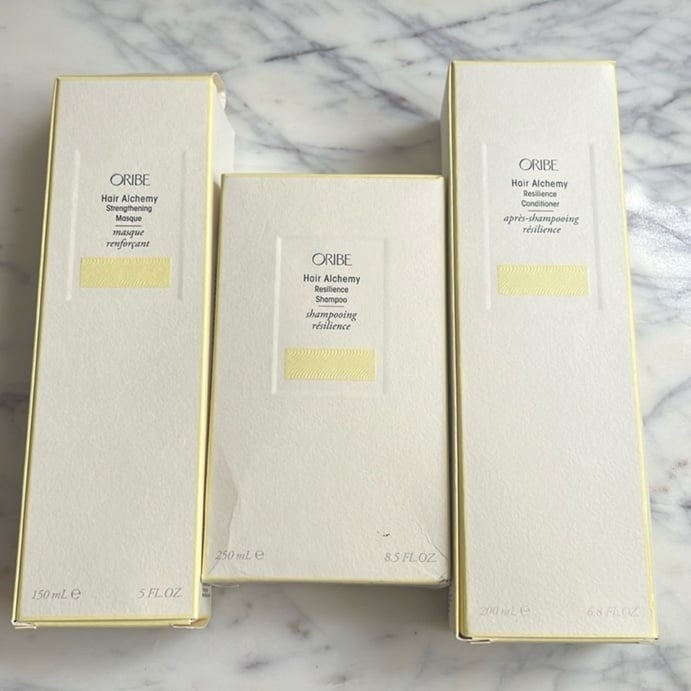 ORIBE
Hair Alchemy
Strengthening
Masque
masque
renforçant
150 mL ℮
5 FL.OZ.
ORIBE
Hair Alchemy
Resilience
Shampoo
shampooing
résilience
250 mL ℮
8.5 FL.OZ.
ORIBE
Hair Alchemy
Resilience
Conditioner
après-shampooing
résilience
200 mL ℮
6.8 FL.OZ.